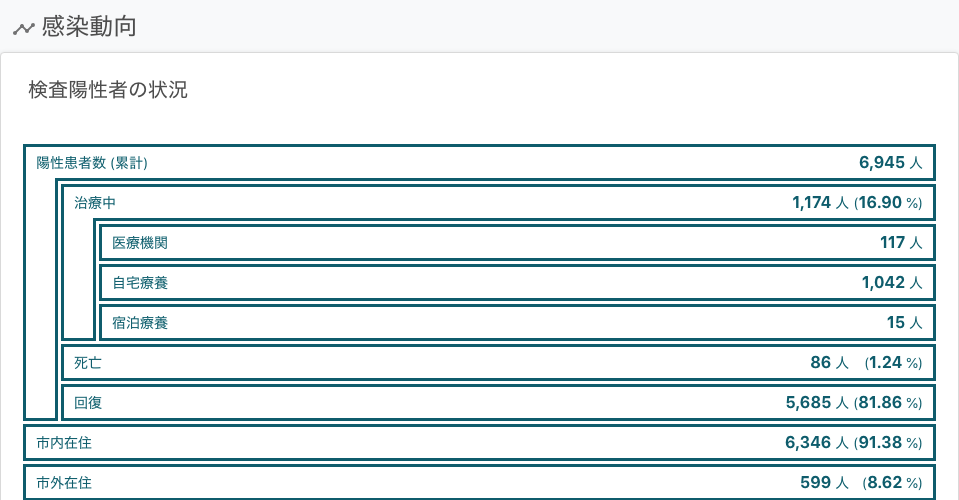 感染動向
検査陽性者の状況
陽性患者数 (累計) 6,945 人
治療中 1,174 人 (16.90 %)
医療機関 117 人
自宅療養 1,042 人
宿泊療養 15 人
死亡 86 人 (1.24 %)
回復 5,685 人 (81.86 %)
市内在住 6,346 人 (91.38 %)
市外在住 599 人 (8.62 %)